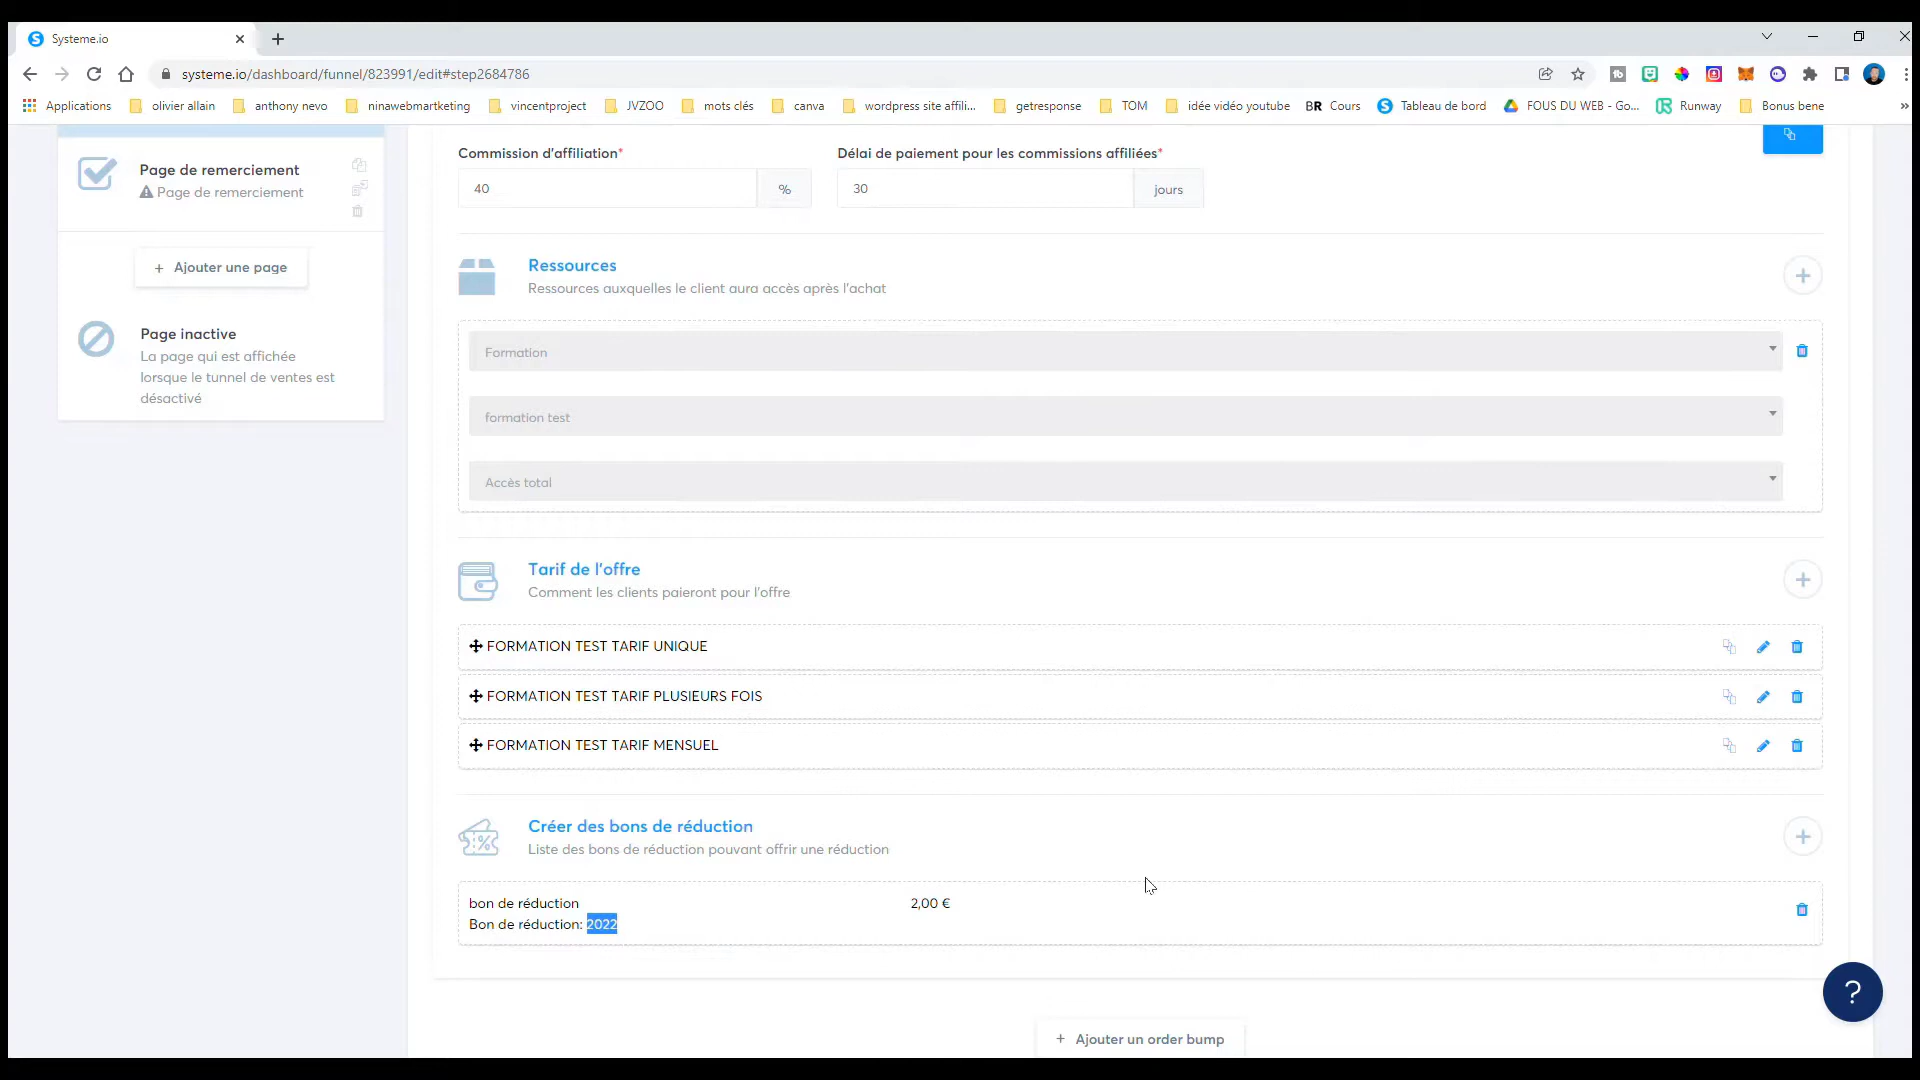 Systeme.io
systeme.io/dashboard/funnel/823991/edit#step2684786
Applications olivier allain anthony nevo ninawebmartketing vincentproject JVZOO mots clés canva wordpress site affili... getresponse TOM idée vidéo youtube BR Cours Tableau de bord FOUS DU WEB - Go... Runway Bonus bene »
Page de remerciement
Page de remerciement
+ Ajouter une page
Page inactive
La page qui est affichée
lorsque le tunnel de ventes est
désactivé
Commission d'affiliation* Délai de paiement pour les commissions affiliées*
40 % 30 jours
Ressources
Ressources auxquelles le client aura accès après l'achat
Formation
formation test
Accès total
Tarif de l'offre
Comment les clients paieront pour l'offre
FORMATION TEST TARIF UNIQUE
FORMATION TEST TARIF PLUSIEURS FOIS
FORMATION TEST TARIF MENSUEL
Créer des bons de réduction
Liste des bons de réduction pouvant offrir une réduction
bon de réduction 2,00 €
Bon de réduction: 2022
?
+ Ajouter un order bump